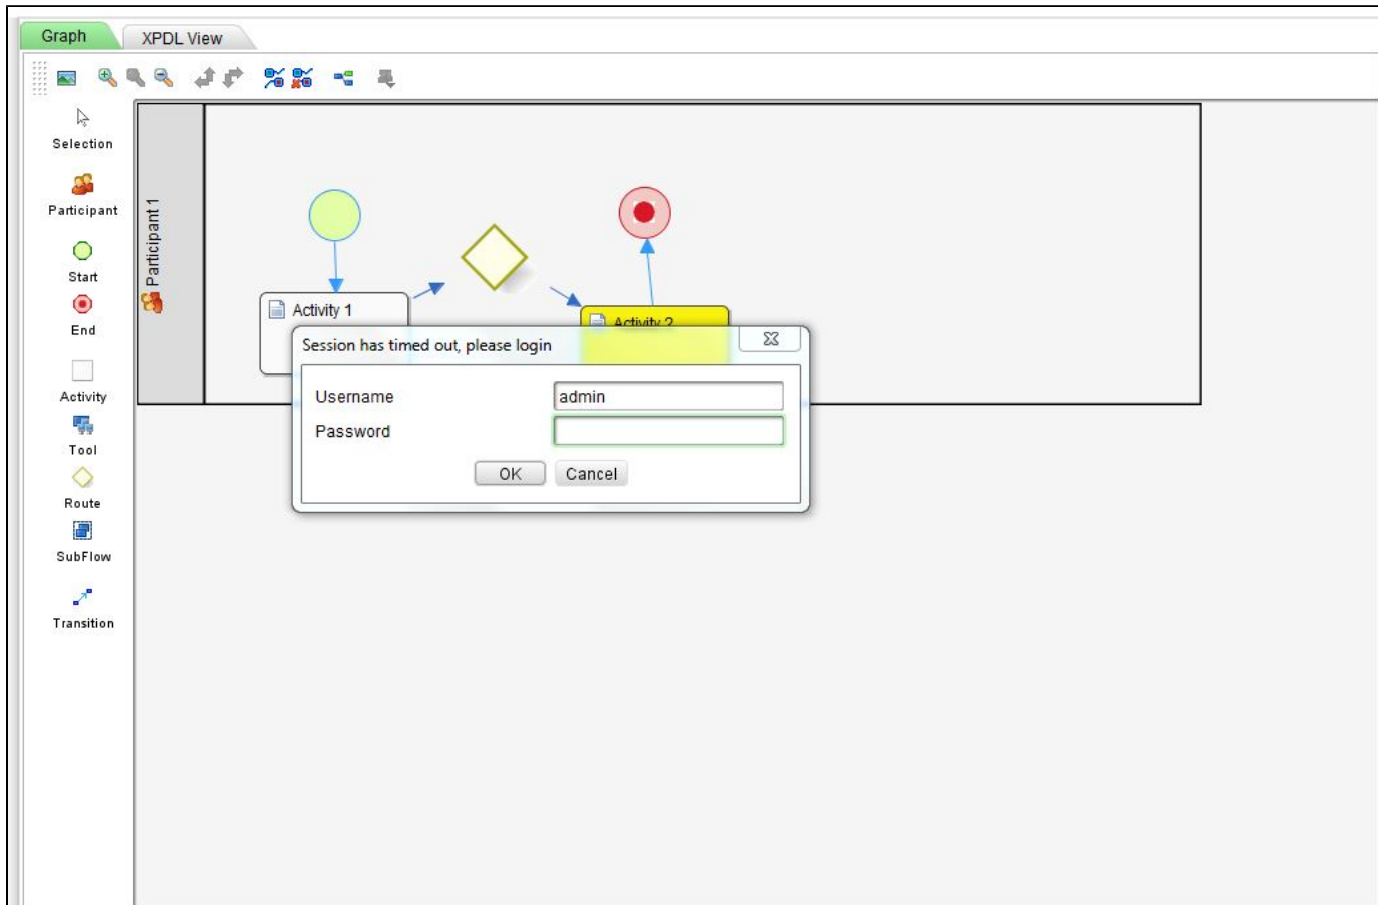 Graph
XPDL View
Selection
Participant
Start
End
Activity
Tool
Route
SubFlow
Transition
Participant 1
Activity 1
Activity 2
Session has timed out, please login
Username
admin
Password
OK
Cancel